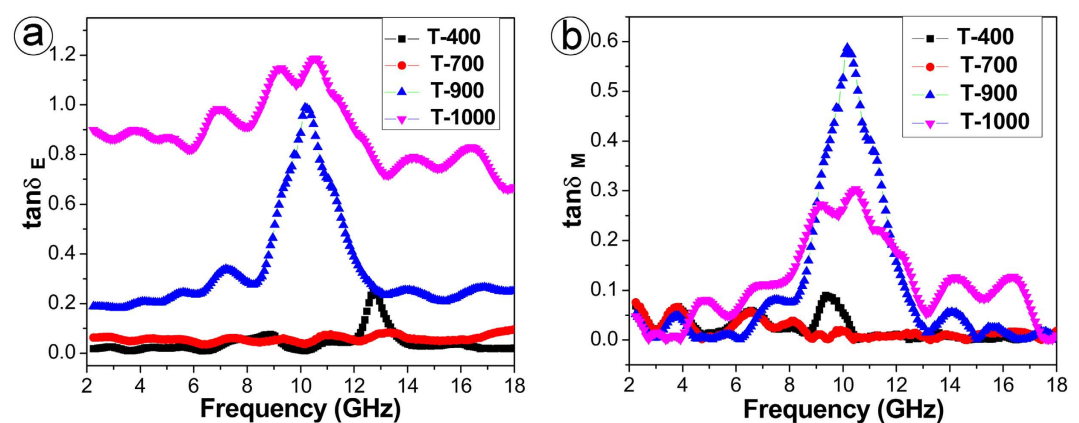 a
tanδ E
1.2
1.0
0.8
0.6
0.4
0.2
0.0
2 4 6 8 10 12 14 16 18
Frequency (GHz)
T-400
T-700
T-900
T-1000
b
tanδ M
0.6
0.5
0.4
0.3
0.2
0.1
0.0
2 4 6 8 10 12 14 16 18
Frequency (GHz)
T-400
T-700
T-900
T-1000